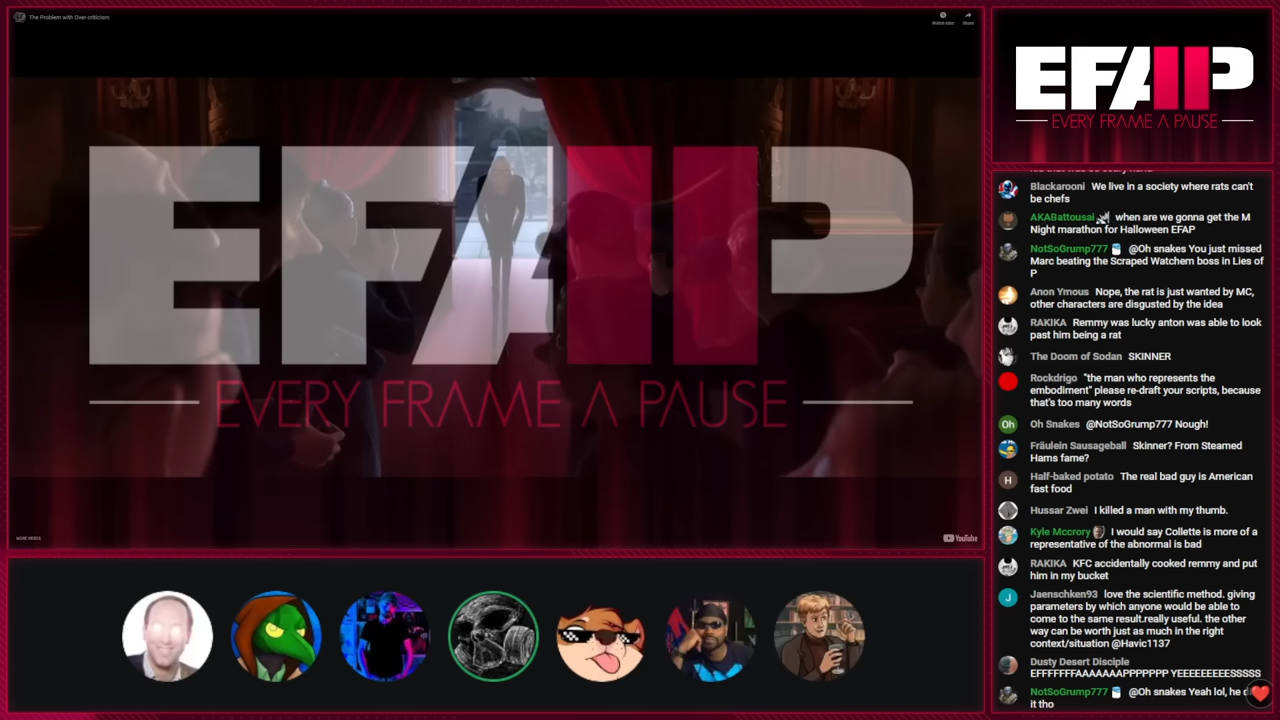 The Problem with Over-criticism
Watch later
Share
EFAP
EVERY FRAME A PAUSE
MORE VIDEOS
YouTube
EFAP
EVERY FRAME A PAUSE
Blackarooni We live in a society where rats can't
be chefs
AKABattousai when are we gonna get the M
Night marathon for Halloween EFAP
NotSoGrump777 @Oh snakes You just missed
Marc beating the Scraped Watchem boss in Lies of
P
Anon Ymous Nope, the rat is just wanted by MC,
other characters are disgusted by the idea
RAKIKA Remmy was lucky anton was able to look
past him being a rat
The Doom of Sodan SKINNER
Rockdrigo "the man who represents the
embodiment" please re-draft your scripts, because
that's too many words
Oh
Oh Snakes @NotSoGrump777 Nough!
Fräulein Sausageball Skinner? From Steamed
Hams fame?
H
Half-baked potato The real bad guy is American
fast food
Hussar Zwei I killed a man with my thumb.
Kyle Mccrory I would say Collette is more of a
representative of the abnormal is bad
RAKIKA KFC accidentally cooked remmy and put
him in my bucket
J
Jaenschken93 love the scientific method. giving
parameters by which anyone would be able to
come to the same result.really useful. the other
way can be worth just as much in the right
context/situation @Havic1137
Dusty Desert Disciple
EFFFFFFFAAAAAAAPPPPPPP YEEEEEEEEESSSSS
NotSoGrump777 @Oh snakes Yeah lol, he
it tho